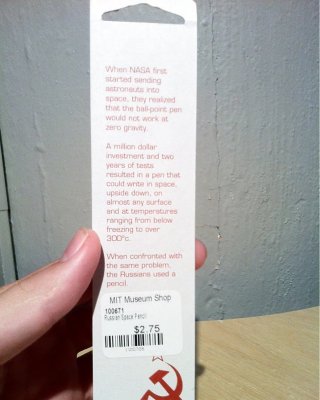 When NASA first
started sending
astronauts into
space, they realized
that the ball-point pen
would not work at
zero gravity.
A million dollar
investment and two
years of tests
resulted in a pen that
could write in space,
upside down, on
almost any surface
and at temperatures
ranging from below
freezing to over
300°c.
When confronted with
the same problem,
the Russians used a
pencil.
MIT Museum Shop
100671
Russian Space Pencil
$2.75